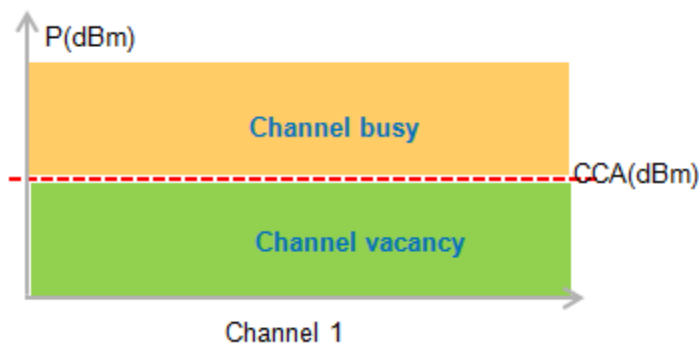 P(dBm)
Channel busy
CCA(dBm)
Channel vacancy
Channel 1